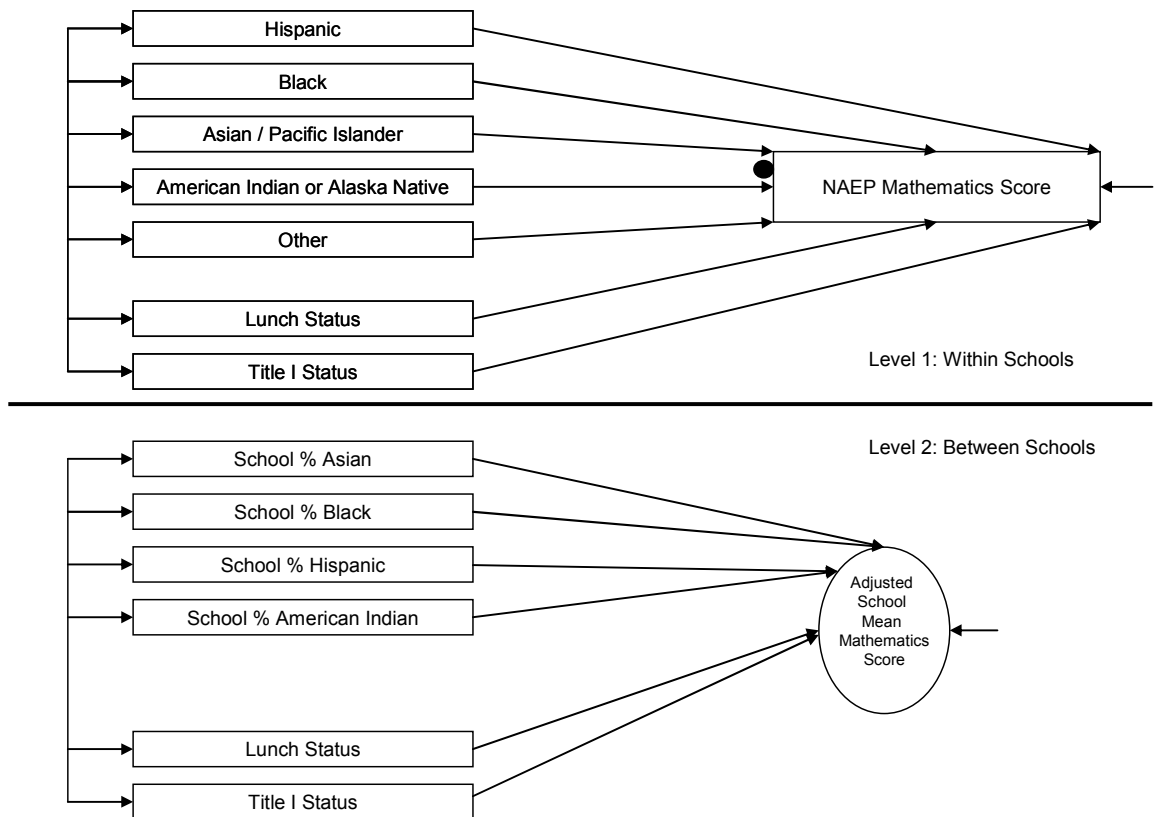 Hispanic
Black
Asian / Pacific Islander
American Indian or Alaska Native
NAEP Mathematics Score
Other
Lunch Status
Title I Status
Level 1: Within Schools
Level 2: Between Schools
School % Asian
School % Black
School % Hispanic
School % American Indian
Adjusted
School
Mean
Mathematics
Score
Lunch Status
Title I Status